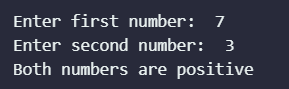 Enter first number:  7
Enter second number:  3
Both numbers are positive